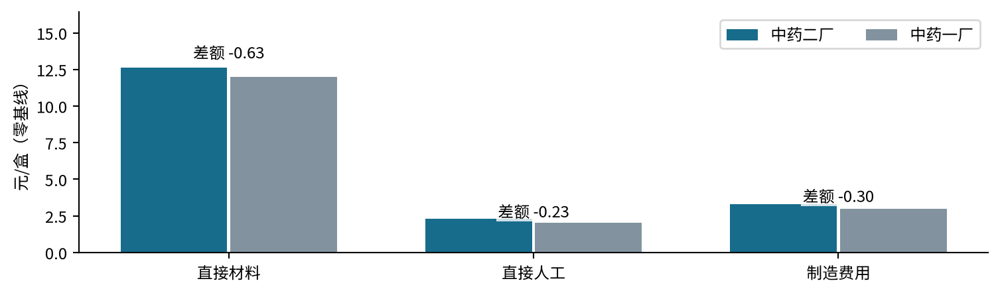 元/盒（零基线）
15.0
12.5
10.0
7.5
5.0
2.5
0.0
中药二厂 中药一厂
差额 -0.63
差额 -0.23
差额 -0.30
直接材料 直接人工 制造费用